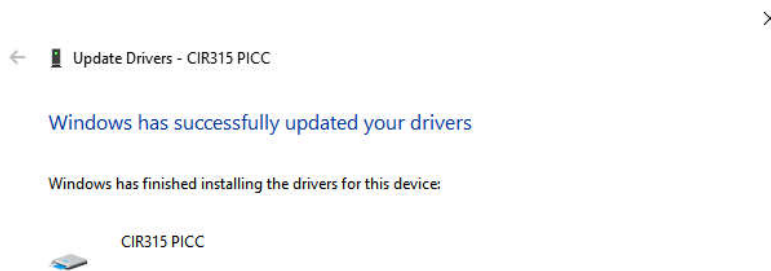 Update Drivers - CIR315 PICC
Windows has successfully updated your drivers
Windows has finished installing the drivers for this device:
CIR315 PICC